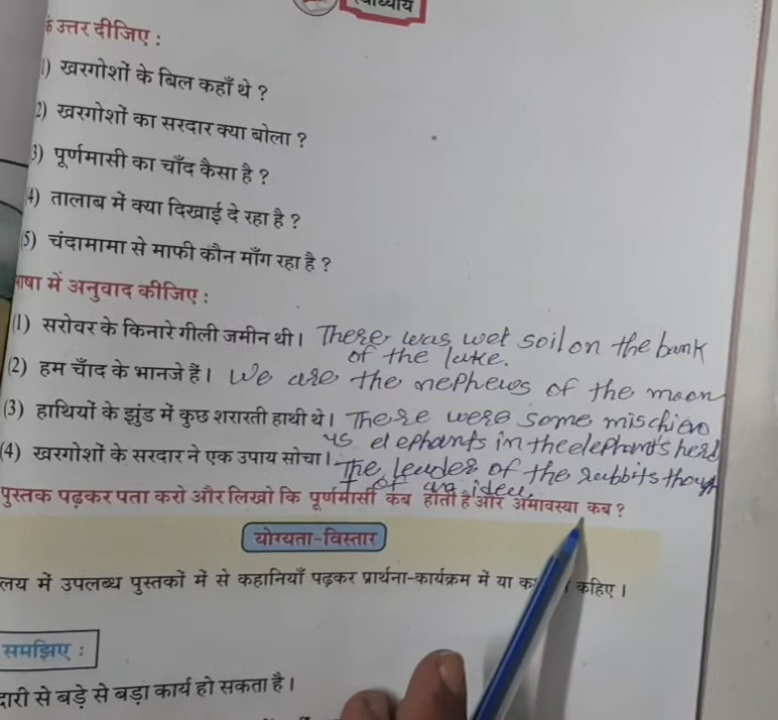 स्वाध्याय
के उत्तर दीजिए :
1) खरगोशों के बिल कहाँ थे ?
2) खरगोशों का सरदार क्या बोला ?
3) पूर्णमासी का चाँद कैसा है ?
4) तालाब में क्या दिखाई दे रहा है ?
(5) चंदामामा से माफी कौन माँग रहा है ?
भाषा में अनुवाद कीजिए :
(1) सरोवर के किनारे गीली जमीन थी। There was wet soil on the bank
of the lake.
(2) हम चाँद के भानजे हैं। We are the nephews of the moon
(3) हाथियों के झुंड में कुछ शरारती हाथी थे। There were some mischievo
us elephants in the elephant's herd
(4) खरगोशों के सरदार ने एक उपाय सोचा। The leader of the rabbits though
t of an idea.
पुस्तक पढ़कर पता करो और लिखो कि पूर्णमासी कब होती है और अमावस्या कब ?
योग्यता-विस्तार
लय में उपलब्ध पुस्तकों में से कहानियाँ पढ़कर प्रार्थना-कार्यक्रम में या क कहिए।
समझिए :
दारी से बड़े से बड़ा कार्य हो सकता है।